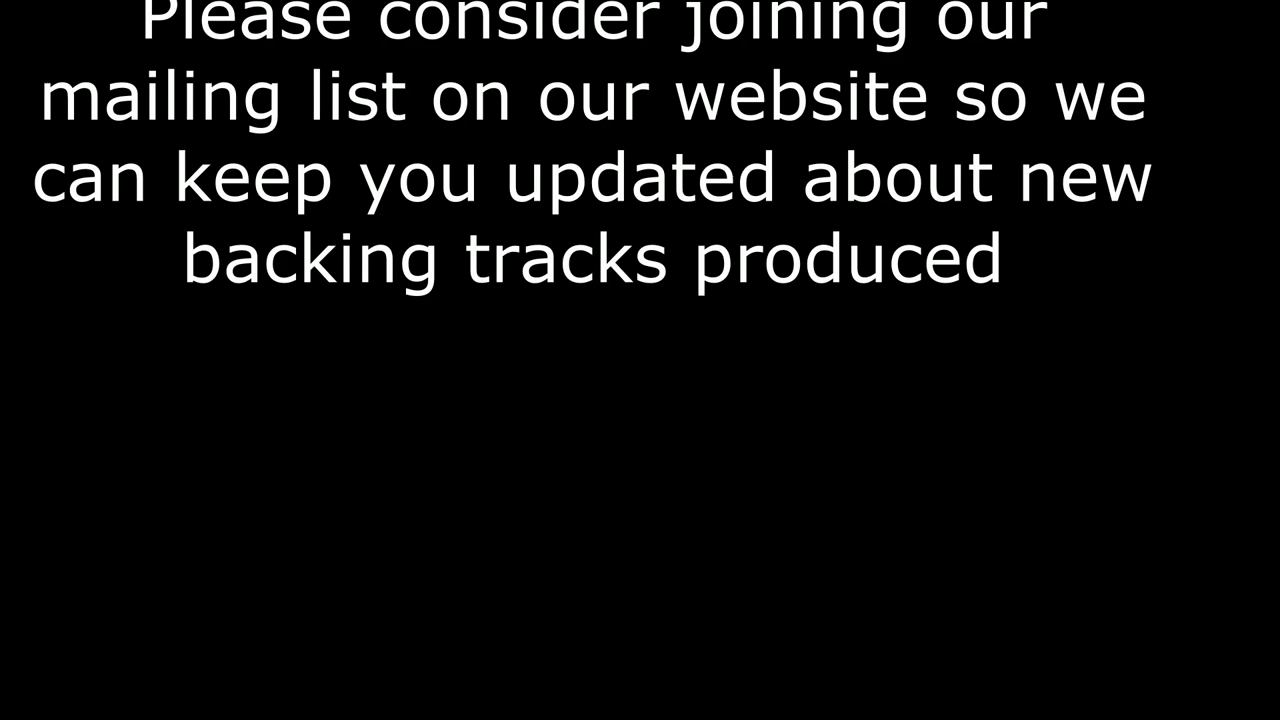 Please consider joining our
mailing list on our website so we
can keep you updated about new
backing tracks produced